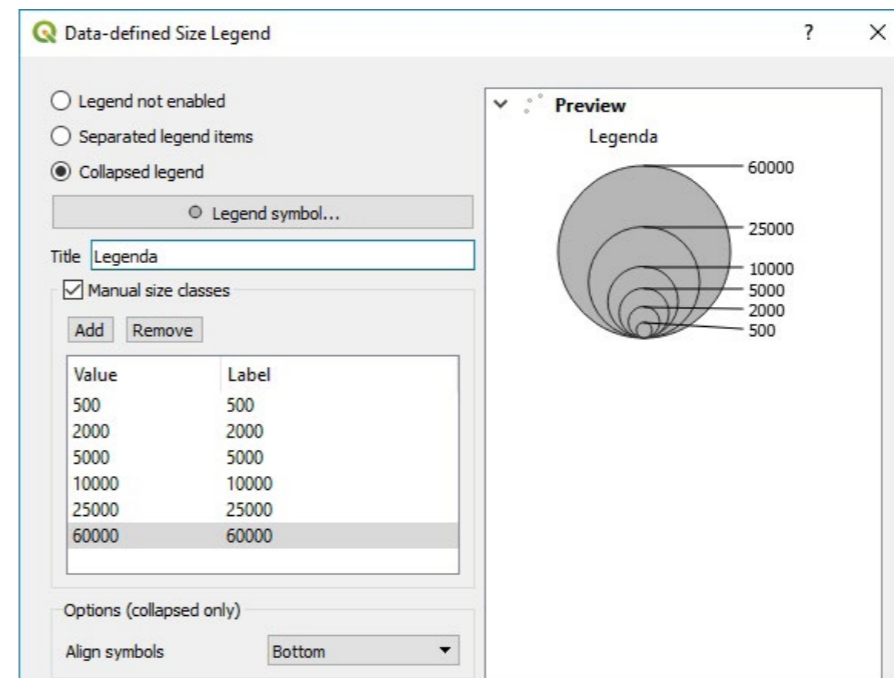 Data-defined Size Legend
?
Legend not enabled
Separated legend items
Collapsed legend
Legend symbol...
Title Legenda
Manual size classes
Add Remove
Value Label
500 500
2000 2000
5000 5000
10000 10000
25000 25000
60000 60000
Options (collapsed only)
Align symbols Bottom
Preview
Legenda
60000
25000
10000
5000
2000
500